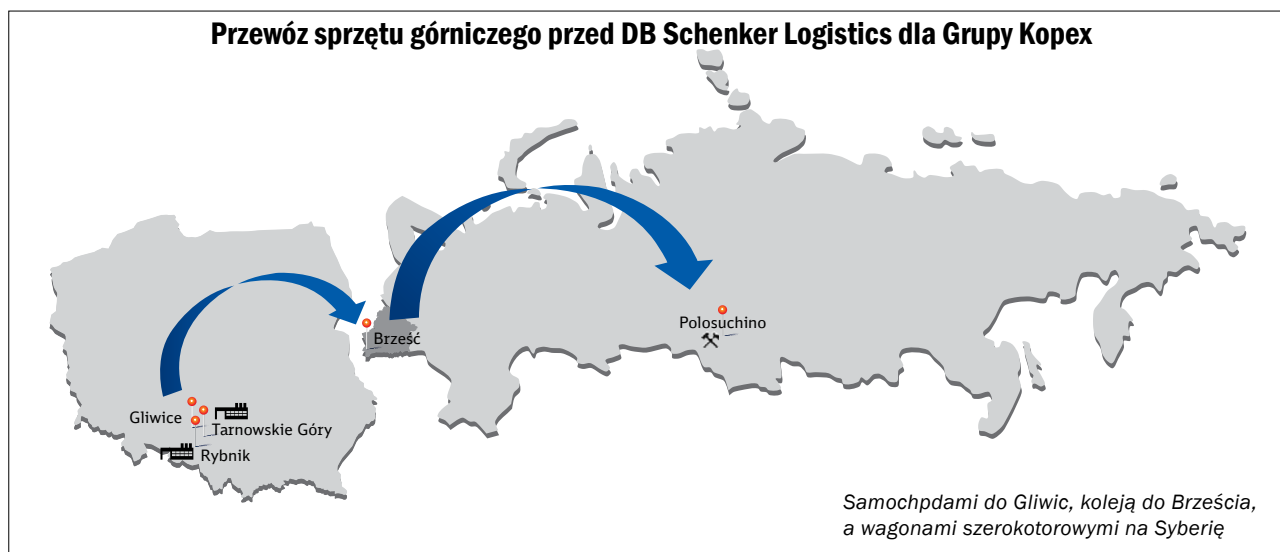 Przewóz sprzętu górniczego przed DB Schenker Logistics dla Grupy Kopex
Polosuchino
Brześć
Gliwice
Tarnowskie Góry
Rybnik
Samochpdami do Gliwic, koleją do Brześcia,
a wagonami szerokotorowymi na Syberię